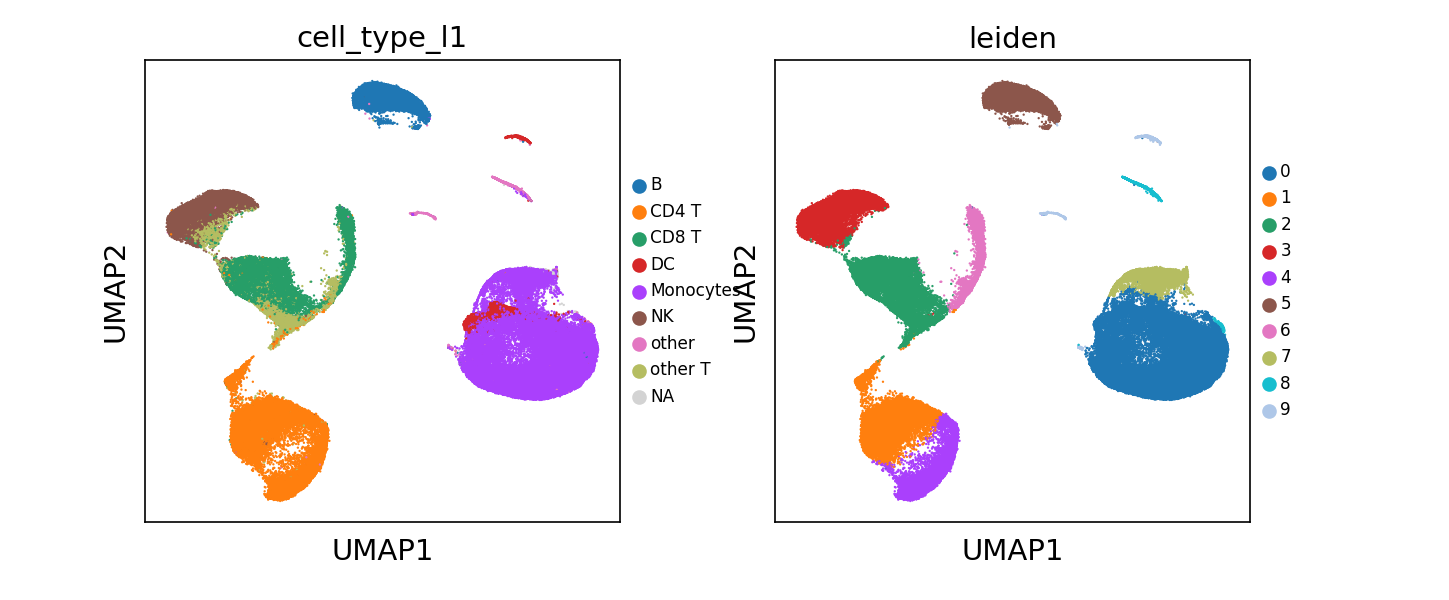 cell_type_l1
UMAP2
UMAP1
B
CD4 T
CD8 T
DC
Monocytes
NK
other
other T
NA
leiden
UMAP2
UMAP1
0
1
2
3
4
5
6
7
8
9